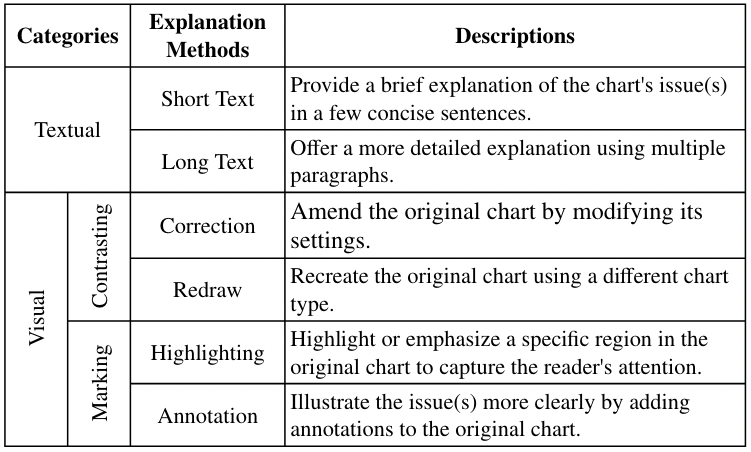 Categories
Explanation
Methods
Descriptions
Textual
Short Text
Provide a brief explanation of the chart's issue(s)
in a few concise sentences.
Long Text
Offer a more detailed explanation using multiple
paragraphs.
Visual
Contrasting
Correction
Amend the original chart by modifying its
settings.
Redraw
Recreate the original chart using a different chart
type.
Marking
Highlighting
Highlight or emphasize a specific region in the
original chart to capture the reader's attention.
Annotation
Illustrate the issue(s) more clearly by adding
annotations to the original chart.